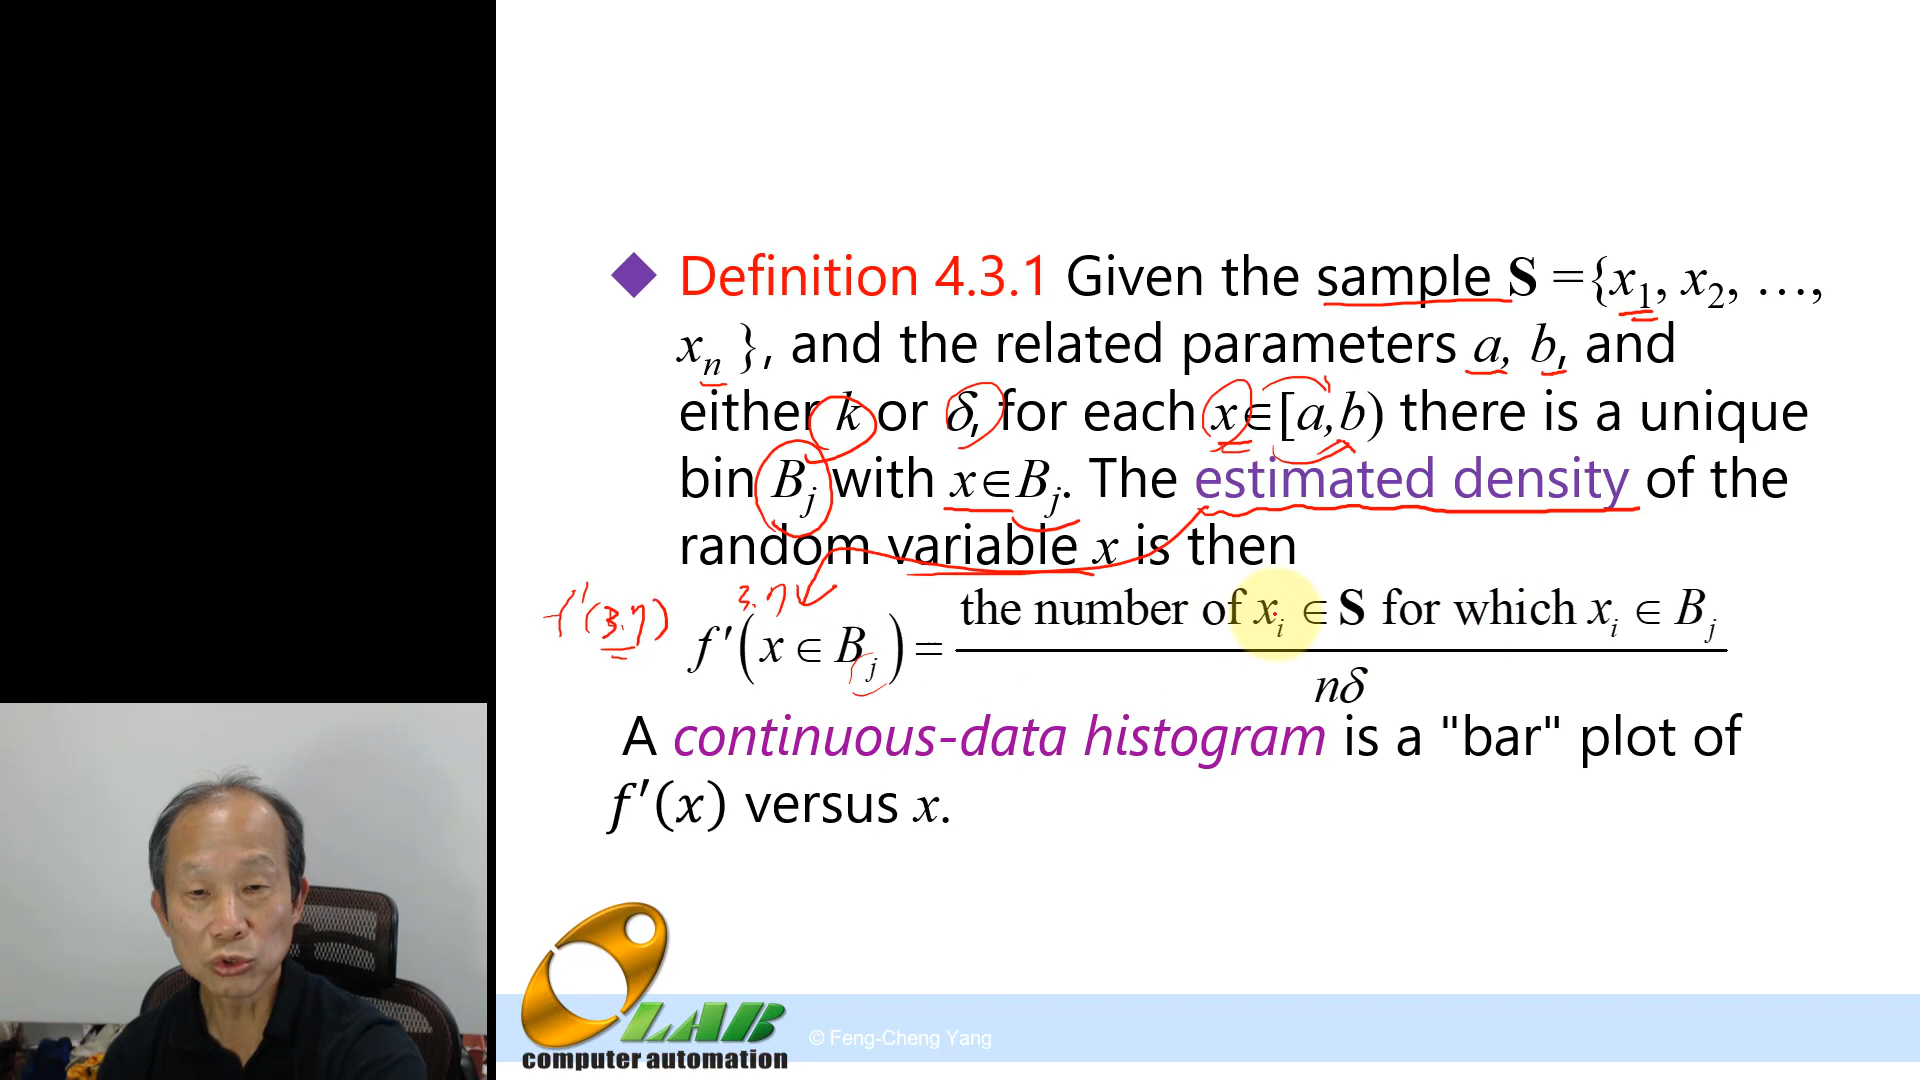 Definition 4.3.1 Given the sample S ={x₁, x₂, …,
xₙ }, and the related parameters a, b, and
either k or δ, for each x∈[a,b) there is a unique
bin Bⱼ with x∈Bⱼ. The estimated density of the
random variable x is then
f′(3.7)
3.7
f′(x ∈ Bⱼ) = the number of xᵢ ∈ S for which xᵢ ∈ Bⱼ
nδ
A continuous-data histogram is a "bar" plot of
f′(x) versus x.
LAB
computer automation
© Feng-Cheng Yang